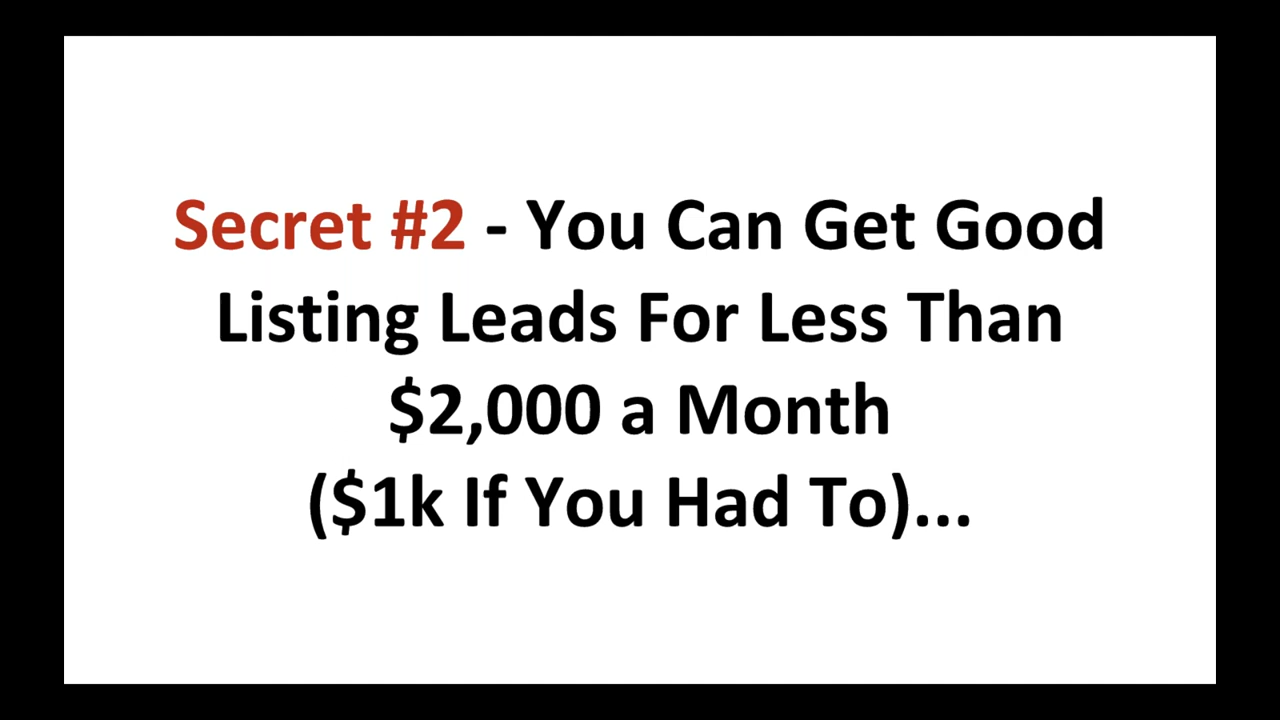 Secret #2 - You Can Get Good
Listing Leads For Less Than
$2,000 a Month
($1k If You Had To)...